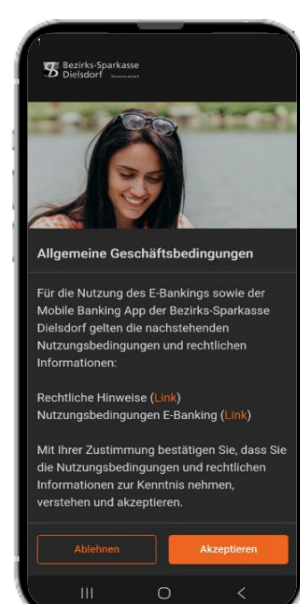 Bezirks-Sparkasse
Dielsdorf
Allgemeine Geschäftsbedingungen
Für die Nutzung des E-Bankings sowie der
Mobile Banking App der Bezirks-Sparkasse
Dielsdorf gelten die nachstehenden
Nutzungsbedingungen und rechtlichen
Informationen:
Rechtliche Hinweise (Link)
Nutzungsbedingungen E-Banking (Link)
Mit Ihrer Zustimmung bestätigen Sie, dass Sie
die Nutzungsbedingungen und rechtlichen
Informationen zur Kenntnis nehmen,
verstehen und akzeptieren.
Ablehnen Akzeptieren